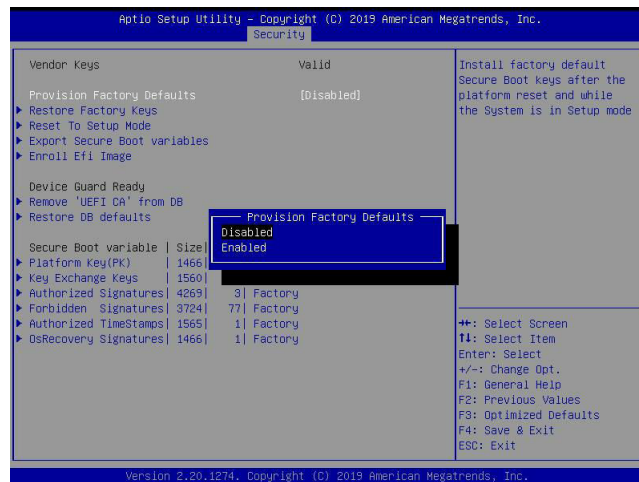 Aptio Setup Utility – Copyright (C) 2019 American Megatrends, Inc.
Security
Vendor Keys Valid
Provision Factory Defaults [Disabled]
Restore Factory Keys
Reset To Setup Mode
Export Secure Boot variables
Enroll Efi Image
Device Guard Ready
Remove 'UEFI CA' from DB
Restore DB defaults
Secure Boot variable | Size|
Platform Key(PK) | 1466|
Key Exchange Keys | 1560|
Authorized Signatures| 4269| 3| Factory
Forbidden Signatures| 3724| 77| Factory
Authorized TimeStamps| 1565| 1| Factory
OsRecovery Signatures| 1466| 1| Factory
Provision Factory Defaults
Disabled
Enabled
Install factory default
Secure Boot keys after the
platform reset and while
the System is in Setup mode
→←: Select Screen
↑↓: Select Item
Enter: Select
+/-: Change Opt.
F1: General Help
F2: Previous Values
F3: Optimized Defaults
F4: Save & Exit
ESC: Exit
Version 2.20.1274. Copyright (C) 2019 American Megatrends, Inc.